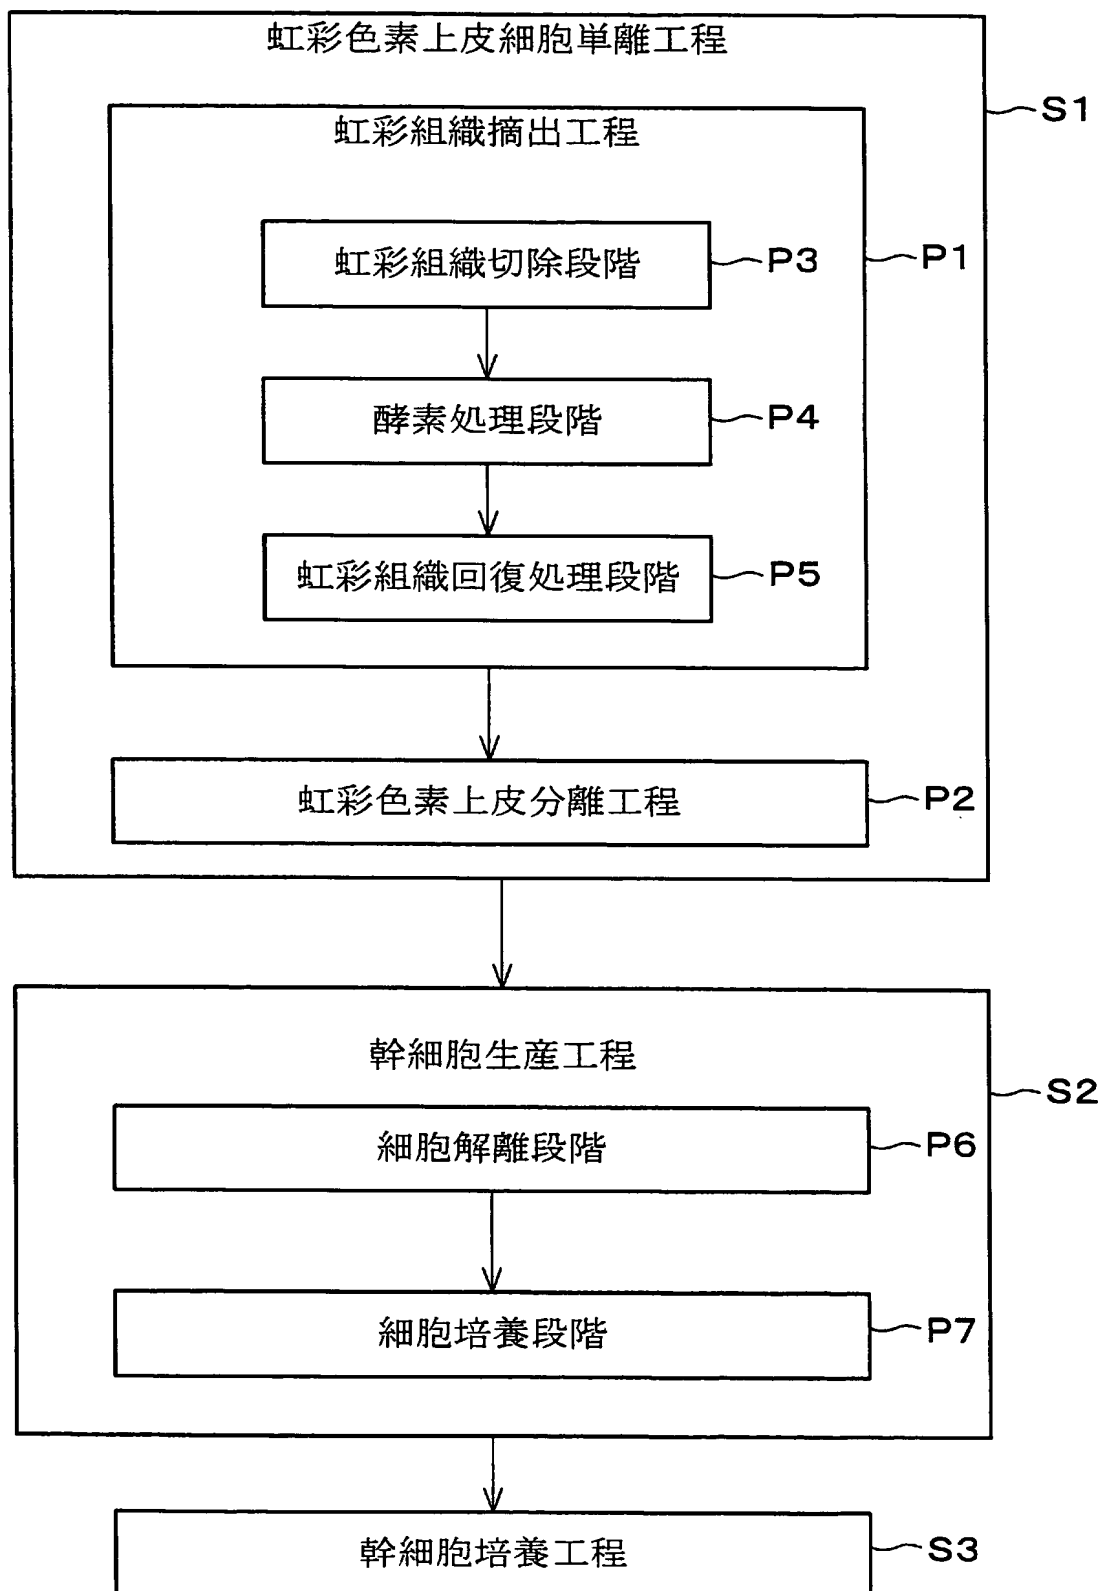 虹彩色素上皮細胞単離工程
S1
虹彩組織摘出工程
P1
虹彩組織切除段階
P3
酵素処理段階
P4
虹彩組織回復処理段階
P5
虹彩色素上皮分離工程
P2
幹細胞生産工程
S2
細胞解離段階
P6
細胞培養段階
P7
幹細胞培養工程
S3